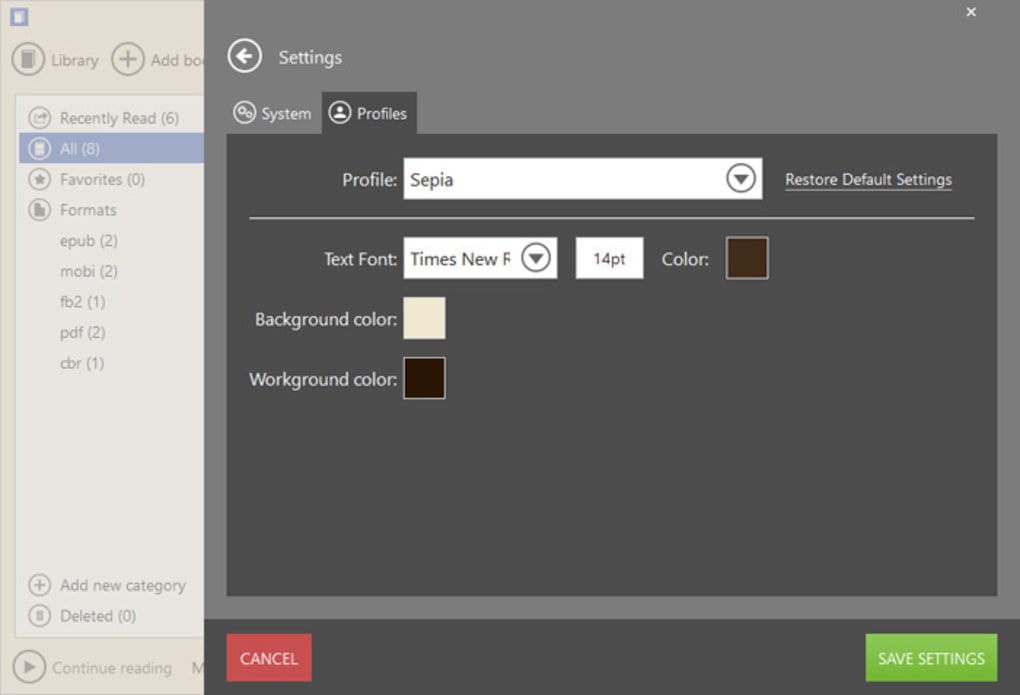 Library
Add bo
Recently Read (6)
All (8)
Favorites (0)
Formats
epub (2)
mobi (2)
fb2 (1)
pdf (2)
cbr (1)
Add new category
Deleted (0)
Continue reading M
Settings
System Profiles
Profile: Sepia Restore Default Settings
Text Font: Times New R 14pt Color:
Background color:
Workground color:
CANCEL SAVE SETTINGS